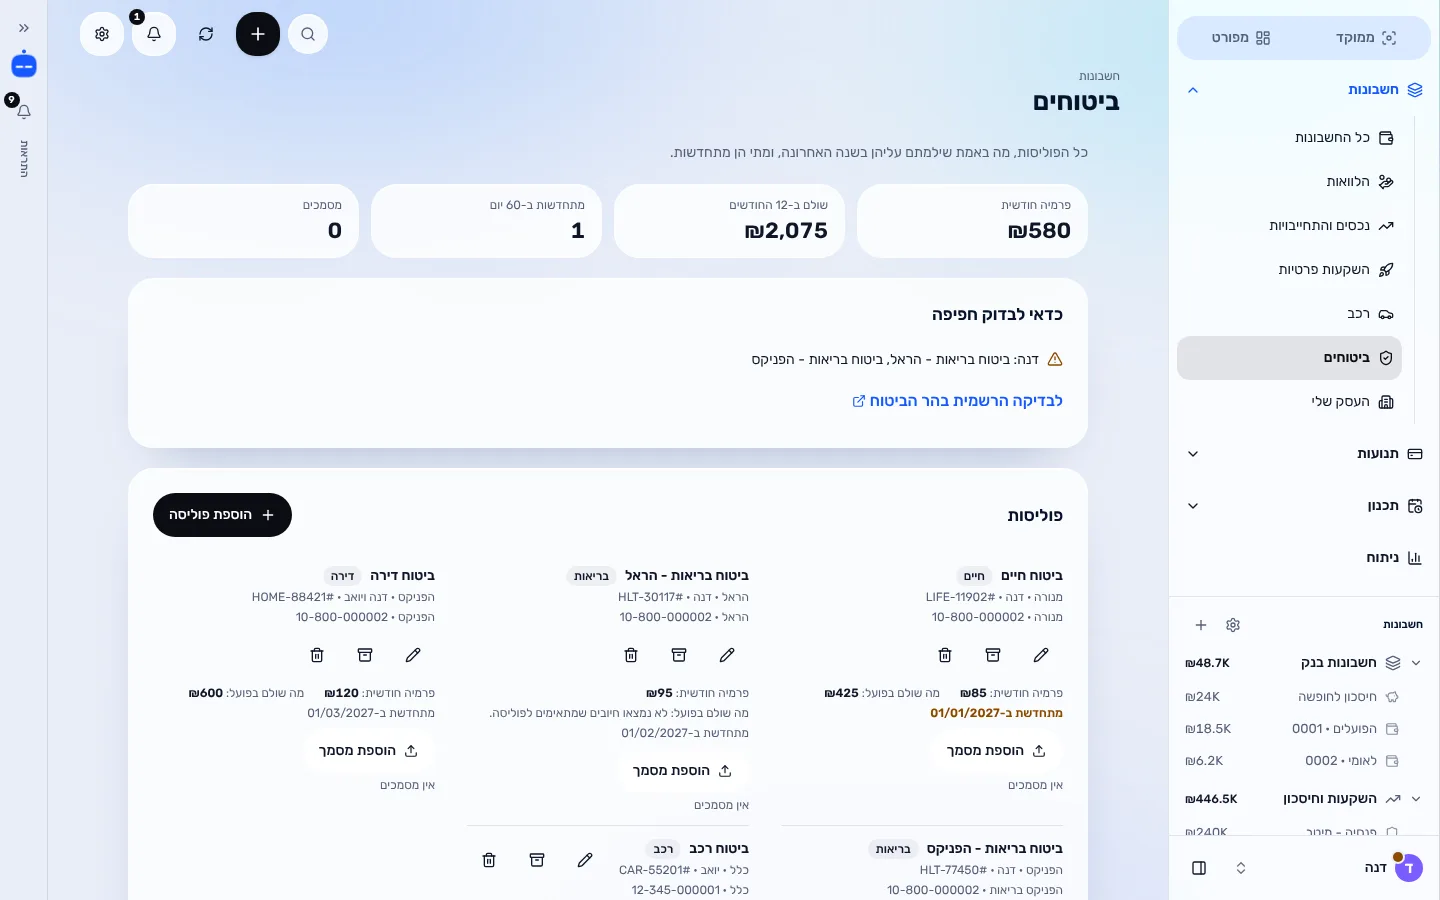 ממוקד
מפורט
חשבונות
כל החשבונות
הלוואות
נכסים והתחייבויות
השקעות פרטיות
רכב
ביטוחים
העסק שלי
תנועות
תכנון
ניתוח
חשבונות
חשבונות בנק ₪48.7K
חיסכון לחופשה ₪24K
הפועלים • 0001 ₪18.5K
לאומי • 0002 ₪6.2K
השקעות וחיסכון ₪446.5K
פנסיה - מיטב ₪240K
ד
דנה
1
חשבונות
ביטוחים
כל הפוליסות, מה באמת שילמתם עליהן בשנה האחרונה, ומתי הן מתחדשות.
פרמיה חודשית
₪580
שולם ב-12 החודשים
₪2,075
מתחדשות ב-60 יום
1
מסמכים
0
כדאי לבדוק חפיפה
דנה: ביטוח בריאות - הראל, ביטוח בריאות - הפניקס
לבדיקה הרשמית בהר הביטוח
פוליסות
הוספת פוליסה
ביטוח חיים חיים
מנורה • דנה • #LIFE-11902
מנורה • 10-800-000002
פרמיה חודשית: ₪85 מה שולם בפועל: ₪425
מתחדשת ב-01/01/2027
הוספת מסמך
אין מסמכים
ביטוח בריאות - הראל בריאות
הראל • דנה • #HLT-30117
הראל • 10-800-000002
פרמיה חודשית: ₪95
מה שולם בפועל: לא נמצאו חיובים שמתאימים לפוליסה.
מתחדשת ב-01/02/2027
הוספת מסמך
אין מסמכים
ביטוח דירה דירה
הפניקס • דנה ויואב • #HOME-88421
הפניקס • 10-800-000002
פרמיה חודשית: ₪120 מה שולם בפועל: ₪600
מתחדשת ב-01/03/2027
הוספת מסמך
אין מסמכים
ביטוח בריאות - הפניקס בריאות
הפניקס • דנה • #HLT-77450
הפניקס בריאות • 10-800-000002
ביטוח רכב רכב
כלל • יואב • #CAR-55201
כלל • 12-345-000001
9
התראות